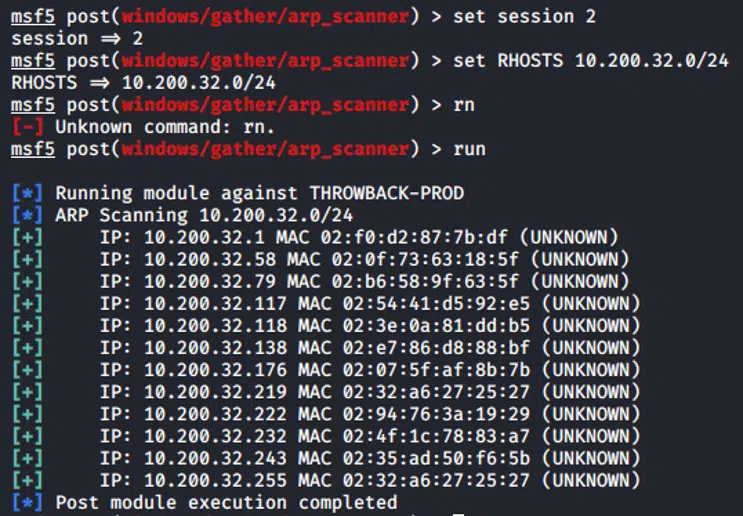 msf5 post(windows/gather/arp_scanner) > set session 2
session => 2
msf5 post(windows/gather/arp_scanner) > set RHOSTS 10.200.32.0/24
RHOSTS => 10.200.32.0/24
msf5 post(windows/gather/arp_scanner) > rn
[-] Unknown command: rn.
msf5 post(windows/gather/arp_scanner) > run
[*] Running module against THROWBACK-PROD
[*] ARP Scanning 10.200.32.0/24
[+] IP: 10.200.32.1 MAC 02:f0:d2:87:7b:df (UNKNOWN)
[+] IP: 10.200.32.58 MAC 02:0f:73:63:18:5f (UNKNOWN)
[+] IP: 10.200.32.79 MAC 02:b6:58:9f:63:5f (UNKNOWN)
[+] IP: 10.200.32.117 MAC 02:54:41:d5:92:e5 (UNKNOWN)
[+] IP: 10.200.32.118 MAC 02:3e:0a:81:dd:b5 (UNKNOWN)
[+] IP: 10.200.32.138 MAC 02:e7:86:d8:88:bf (UNKNOWN)
[+] IP: 10.200.32.176 MAC 02:07:5f:af:8b:7b (UNKNOWN)
[+] IP: 10.200.32.219 MAC 02:32:a6:27:25:27 (UNKNOWN)
[+] IP: 10.200.32.222 MAC 02:94:76:3a:19:29 (UNKNOWN)
[+] IP: 10.200.32.232 MAC 02:4f:1c:78:83:a7 (UNKNOWN)
[+] IP: 10.200.32.243 MAC 02:35:ad:50:f6:5b (UNKNOWN)
[+] IP: 10.200.32.255 MAC 02:32:a6:27:25:27 (UNKNOWN)
[*] Post module execution completed